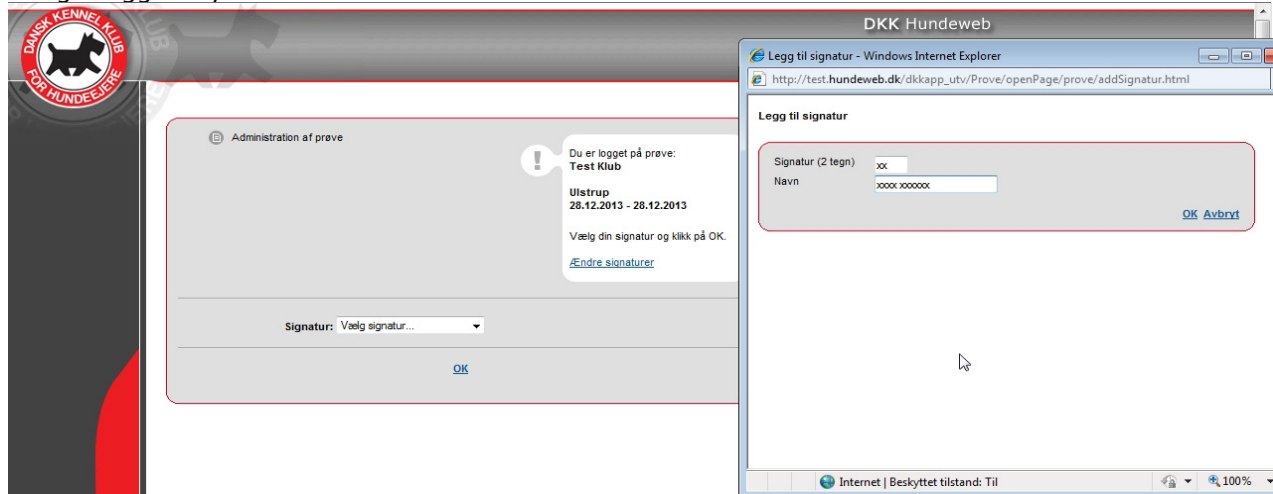 DANSK KENNEL KLUB
FOR HUNDEEJERE
DKK Hundeweb
Administration af prøve
!
Du er logget på prøve:
Test Klub
Ulstrup
28.12.2013 - 28.12.2013
Vælg din signatur og klikk på OK.
Ændre signaturer
Signatur: Vælg signatur...
OK
Legg til signatur - Windows Internet Explorer
http://test.hundeweb.dk/dkkapp_utv/Prove/openPage/prove/addSignatur.html
Legg til signatur
Signatur (2 tegn) xx
Navn xxxx xxxxxx
OK Avbryt
Internet | Beskyttet tilstand: Til
100%